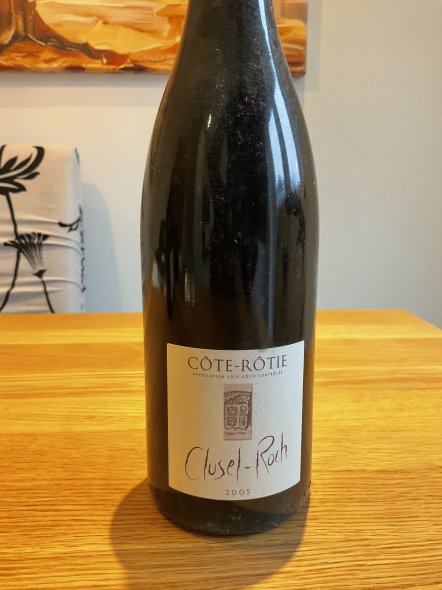 CÔTE-RÔTIE
APPELLATION CÔTE-RÔTIE CONTRÔLÉE
Clusel-Roch
2005